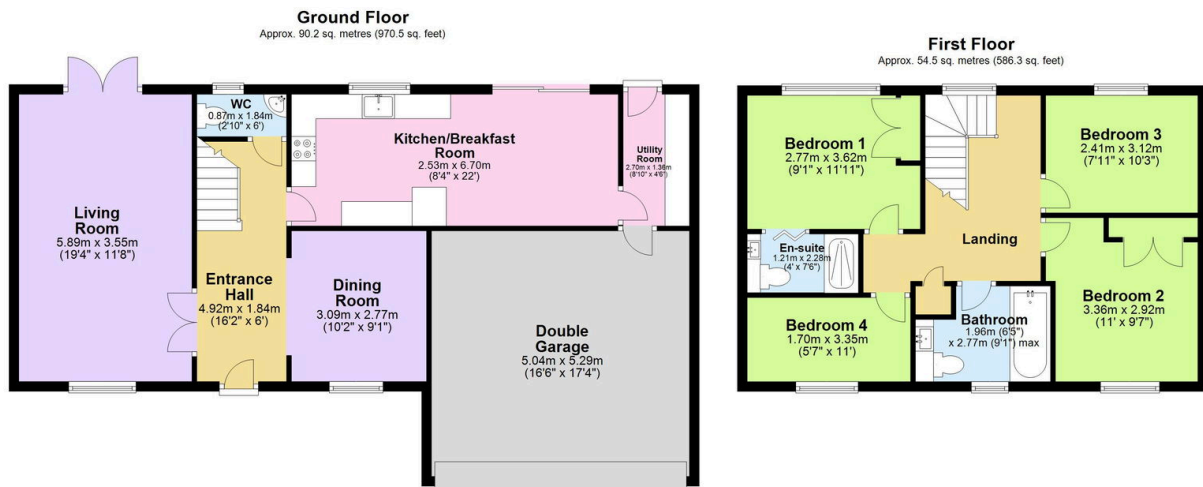 Ground Floor
Approx. 90.2 sq. metres (970.5 sq. feet)
WC
0.87m x 1.84m
(2'10" x 6')
Kitchen/Breakfast
Room
2.53m x 6.70m
(8'4" x 22')
Utility
Room
2.70m x 1.36m
(8'10" x 4'6")
Living
Room
5.89m x 3.55m
(19'4" x 11'8")
Entrance
Hall
4.92m x 1.84m
(16'2" x 6')
Dining
Room
3.09m x 2.77m
(10'2" x 9'1")
Double
Garage
5.04m x 5.29m
(16'6" x 17'4")
First Floor
Approx. 54.5 sq. metres (586.3 sq. feet)
Bedroom 1
2.77m x 3.62m
(9'1" x 11'11")
Bedroom 3
2.41m x 3.12m
(7'11" x 10'3")
Landing
En-suite
1.21m x 2.28m
(4' x 7'6")
Bedroom 2
3.36m x 2.92m
(11' x 9'7")
Bedroom 4
1.70m x 3.35m
(5'7" x 11')
Bathroom
1.96m (6'5")
x 2.77m (9'1") max